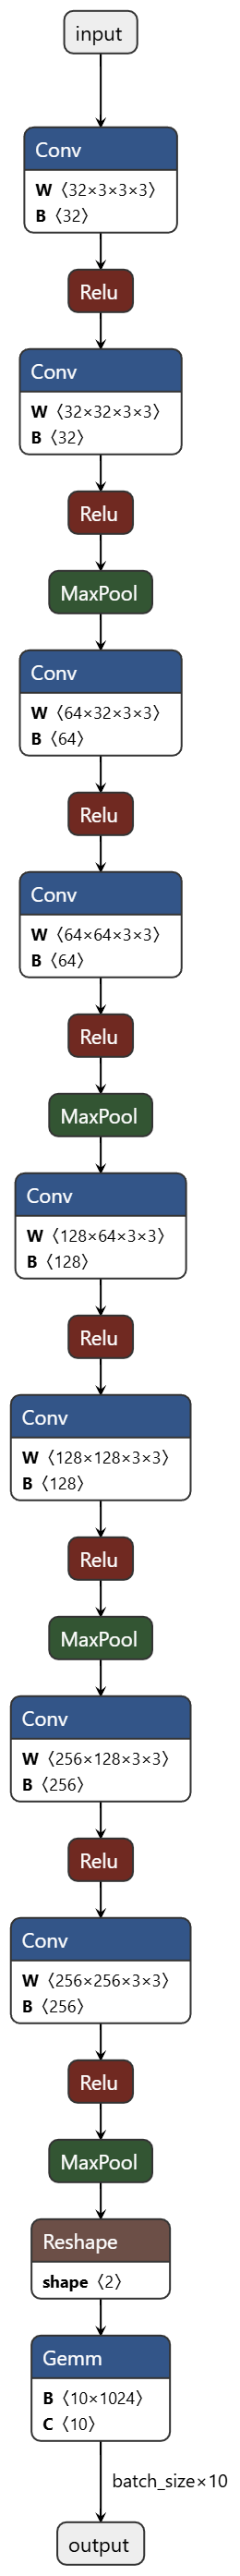 input
Conv
W〈32×3×3×3〉
B〈32〉
Relu
Conv
W〈32×32×3×3〉
B〈32〉
Relu
MaxPool
Conv
W〈64×32×3×3〉
B〈64〉
Relu
Conv
W〈64×64×3×3〉
B〈64〉
Relu
MaxPool
Conv
W〈128×64×3×3〉
B〈128〉
Relu
Conv
W〈128×128×3×3〉
B〈128〉
Relu
MaxPool
Conv
W〈256×128×3×3〉
B〈256〉
Relu
Conv
W〈256×256×3×3〉
B〈256〉
Relu
MaxPool
Reshape
shape〈2〉
Gemm
B〈10×1024〉
C〈10〉
batch_size×10
output